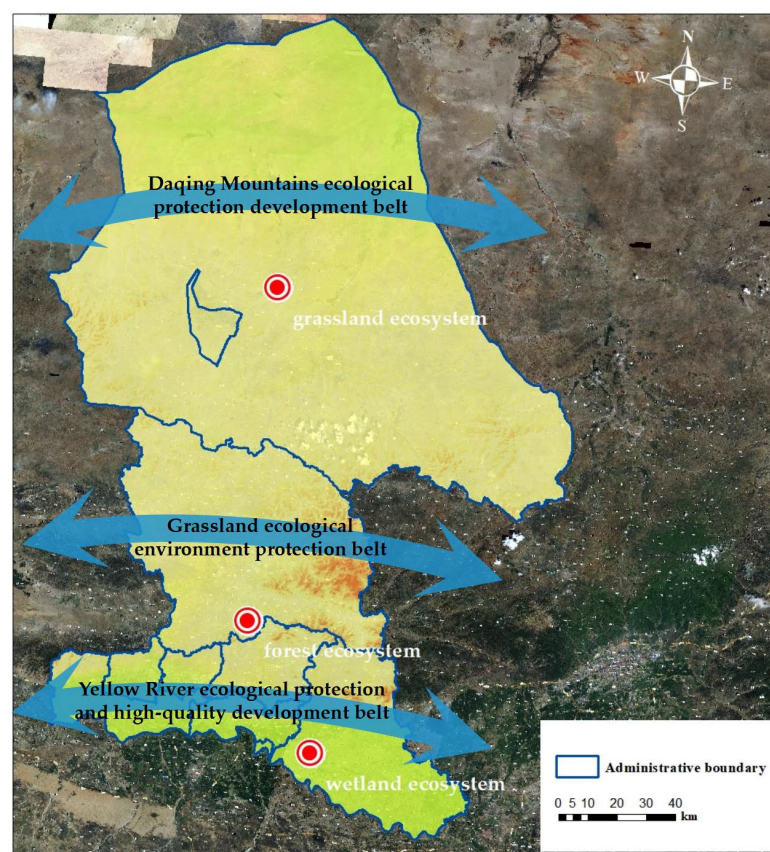 N
W E
S
Daqing Mountains ecological
protection development belt
grassland ecosystem
Grassland ecological
environment protection belt
forest ecosystem
Yellow River ecological protection
and high-quality development belt
wetland ecosystem
Administrative boundary
0 5 10 20 30 40
km